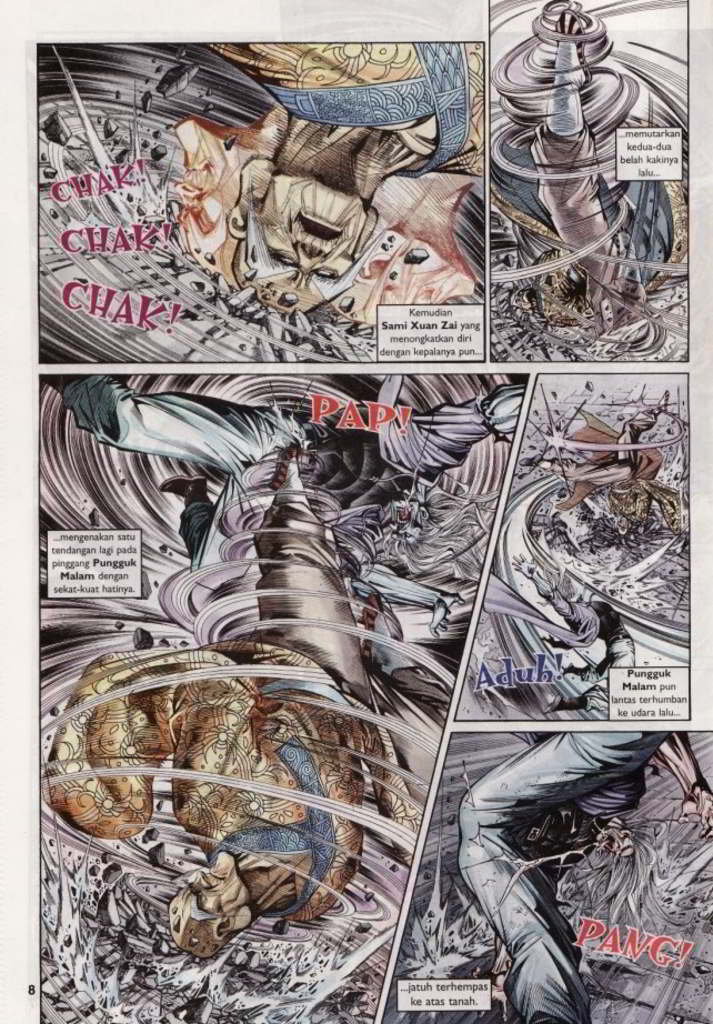 CHAK!
CHAK!
CHAK!
Kemudian
Sami Xuan Zai yang
menongkatkan diri
dengan kepalanya pun...
...memutarkan
kedua-dua
belah kakinya
lalu...
PAP!
...mengenakan satu
tendangan lagi pada
pinggang Pungguk
Malam dengan
sekat-kuat hatinya.
Aduh!
Pungguk
Malam pun
lantas terhumban
ke udara lalu...
PANG!
...jatuh terhempas
ke atas tanah.
8